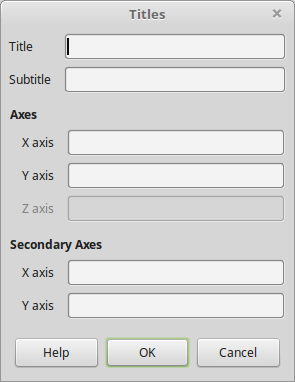 Titles
Title
Subtitle
Axes
X axis
Y axis
Z axis
Secondary Axes
X axis
Y axis
Help OK Cancel